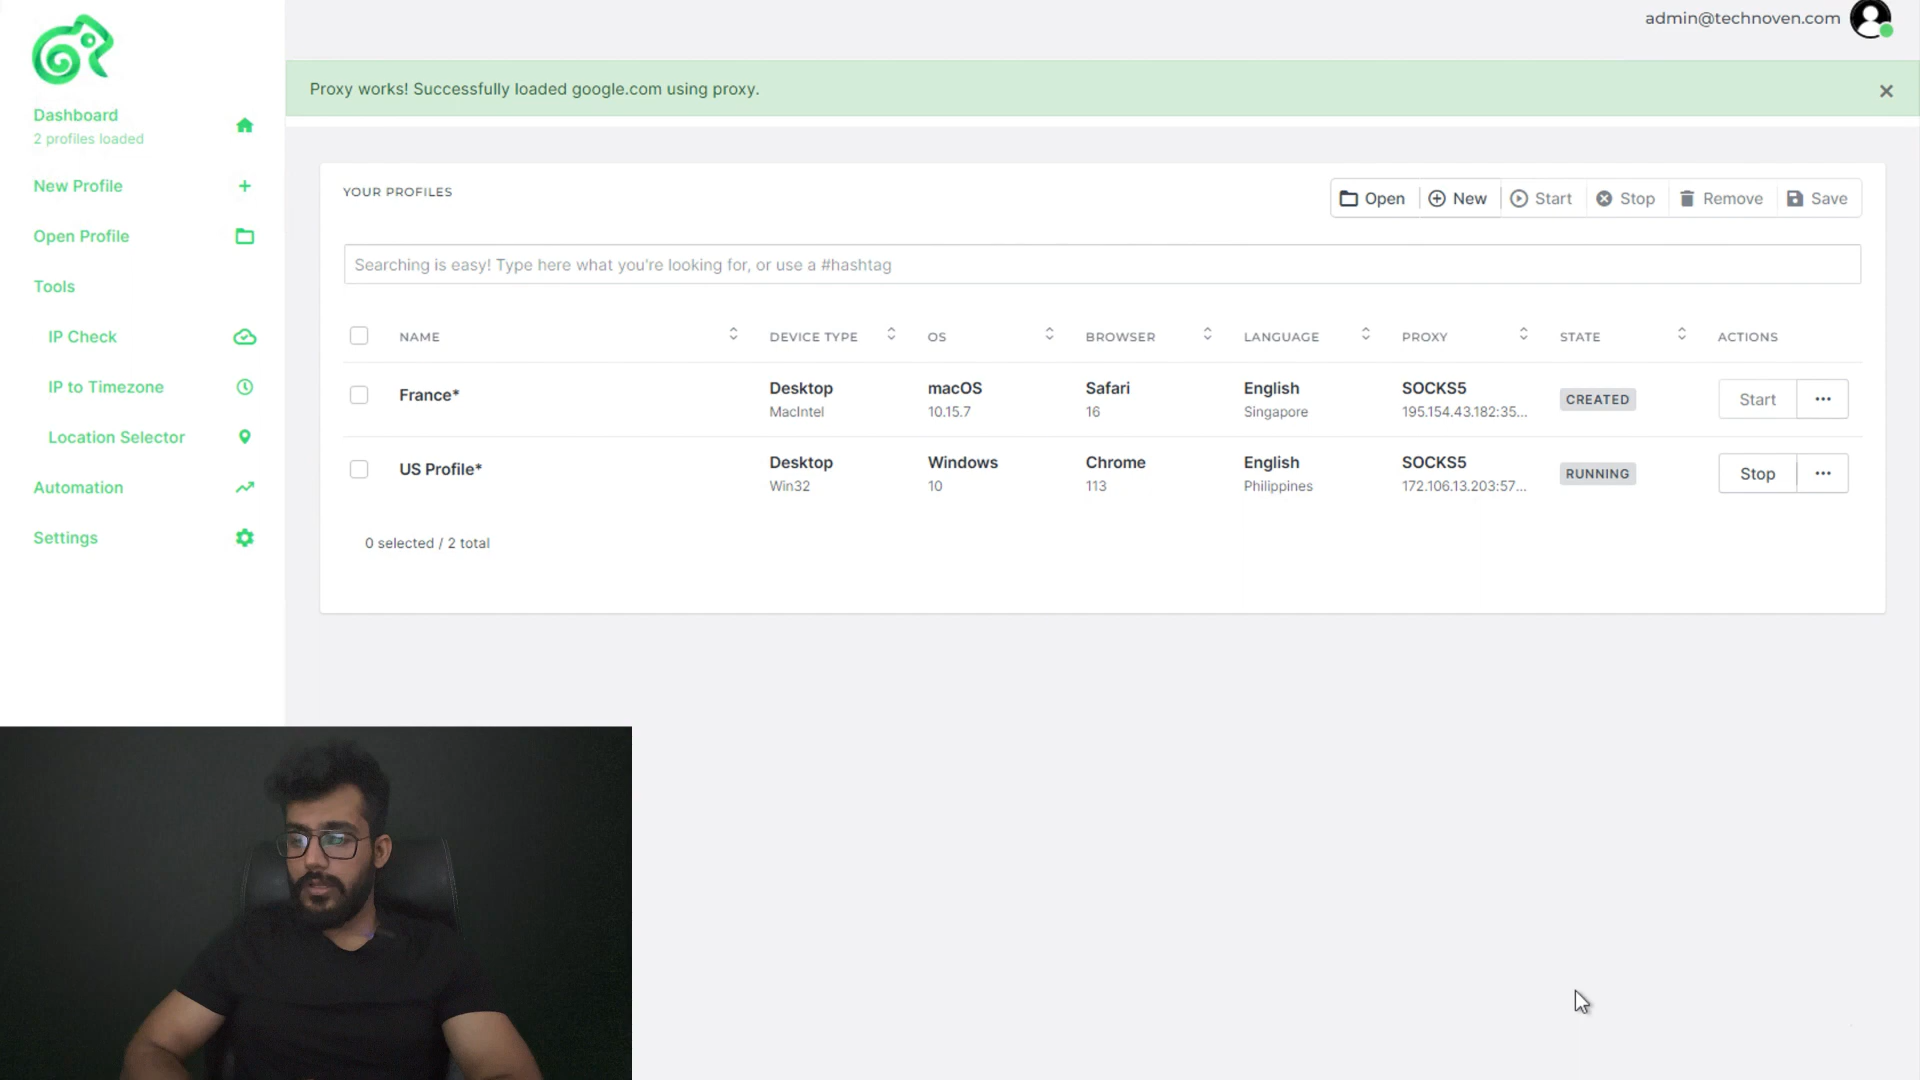 admin@technoven.com
Proxy works! Successfully loaded google.com using proxy.
Dashboard
2 profiles loaded
New Profile
Open Profile
Tools
IP Check
IP to Timezone
Location Selector
Automation
Settings
YOUR PROFILES
Open New Start Stop Remove Save
Searching is easy! Type here what you're looking for, or use a #hashtag
NAME DEVICE TYPE OS BROWSER LANGUAGE PROXY STATE ACTIONS
France* Desktop macOS Safari English SOCKS5 CREATED Start
MacIntel 10.15.7 16 Singapore 195.154.43.182:35...
US Profile* Desktop Windows Chrome English SOCKS5 RUNNING Stop
Win32 10 113 Philippines 172.106.13.203:57...
0 selected / 2 total